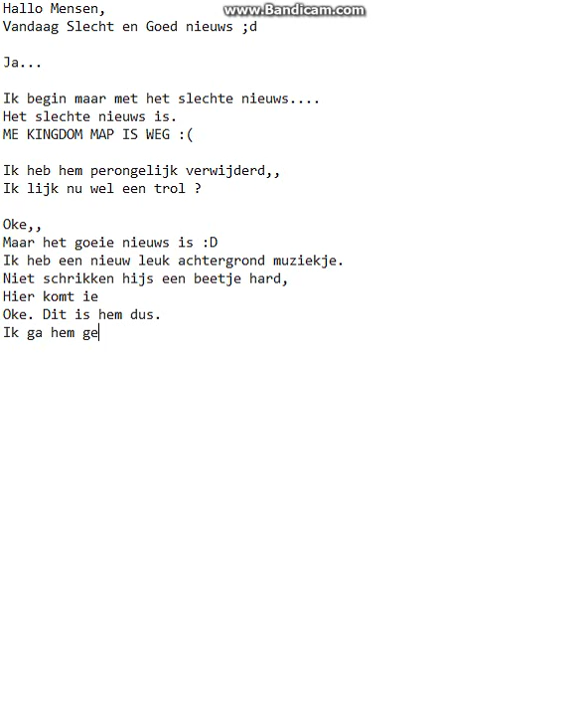 www.Bandicam.com
Hallo Mensen,
Vandaag Slecht en Goed nieuws ;d
Ja...
Ik begin maar met het slechte nieuws....
Het slechte nieuws is.
ME KINGDOM MAP IS WEG :(
Ik heb hem perongelijk verwijderd,,
Ik lijk nu wel een trol ?
Oke,,
Maar het goeie nieuws is :D
Ik heb een nieuw leuk achtergrond muziekje.
Niet schrikken hijs een beetje hard,
Hier komt ie
Oke. Dit is hem dus.
Ik ga hem ge